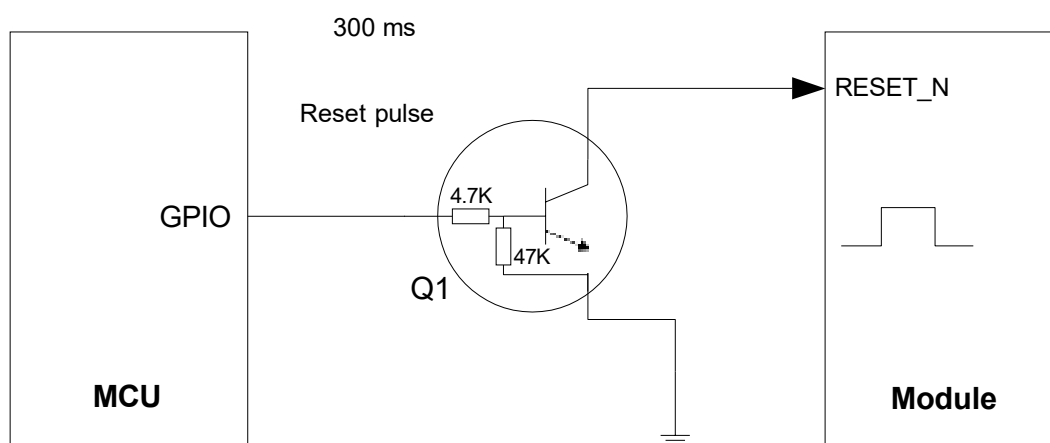 300 ms
RESET_N
Reset pulse
4.7K
GPIO
47K
Q1
MCU
Module